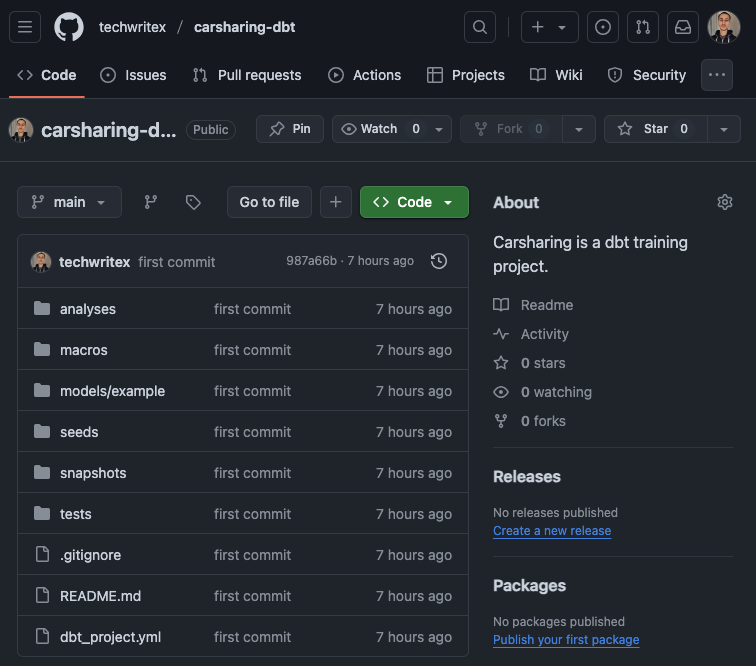 techwritex / carsharing-dbt
Code Issues Pull requests Actions Projects Wiki Security
carsharing-d... Public Pin Watch 0 Fork 0 Star 0
main Go to file Code
techwritex first commit 987a66b · 7 hours ago
analyses first commit 7 hours ago
macros first commit 7 hours ago
models/example first commit 7 hours ago
seeds first commit 7 hours ago
snapshots first commit 7 hours ago
tests first commit 7 hours ago
.gitignore first commit 7 hours ago
README.md first commit 7 hours ago
dbt_project.yml first commit 7 hours ago
About
Carsharing is a dbt training
project.
Readme
Activity
0 stars
0 watching
0 forks
Releases
No releases published
Create a new release
Packages
No packages published
Publish your first package